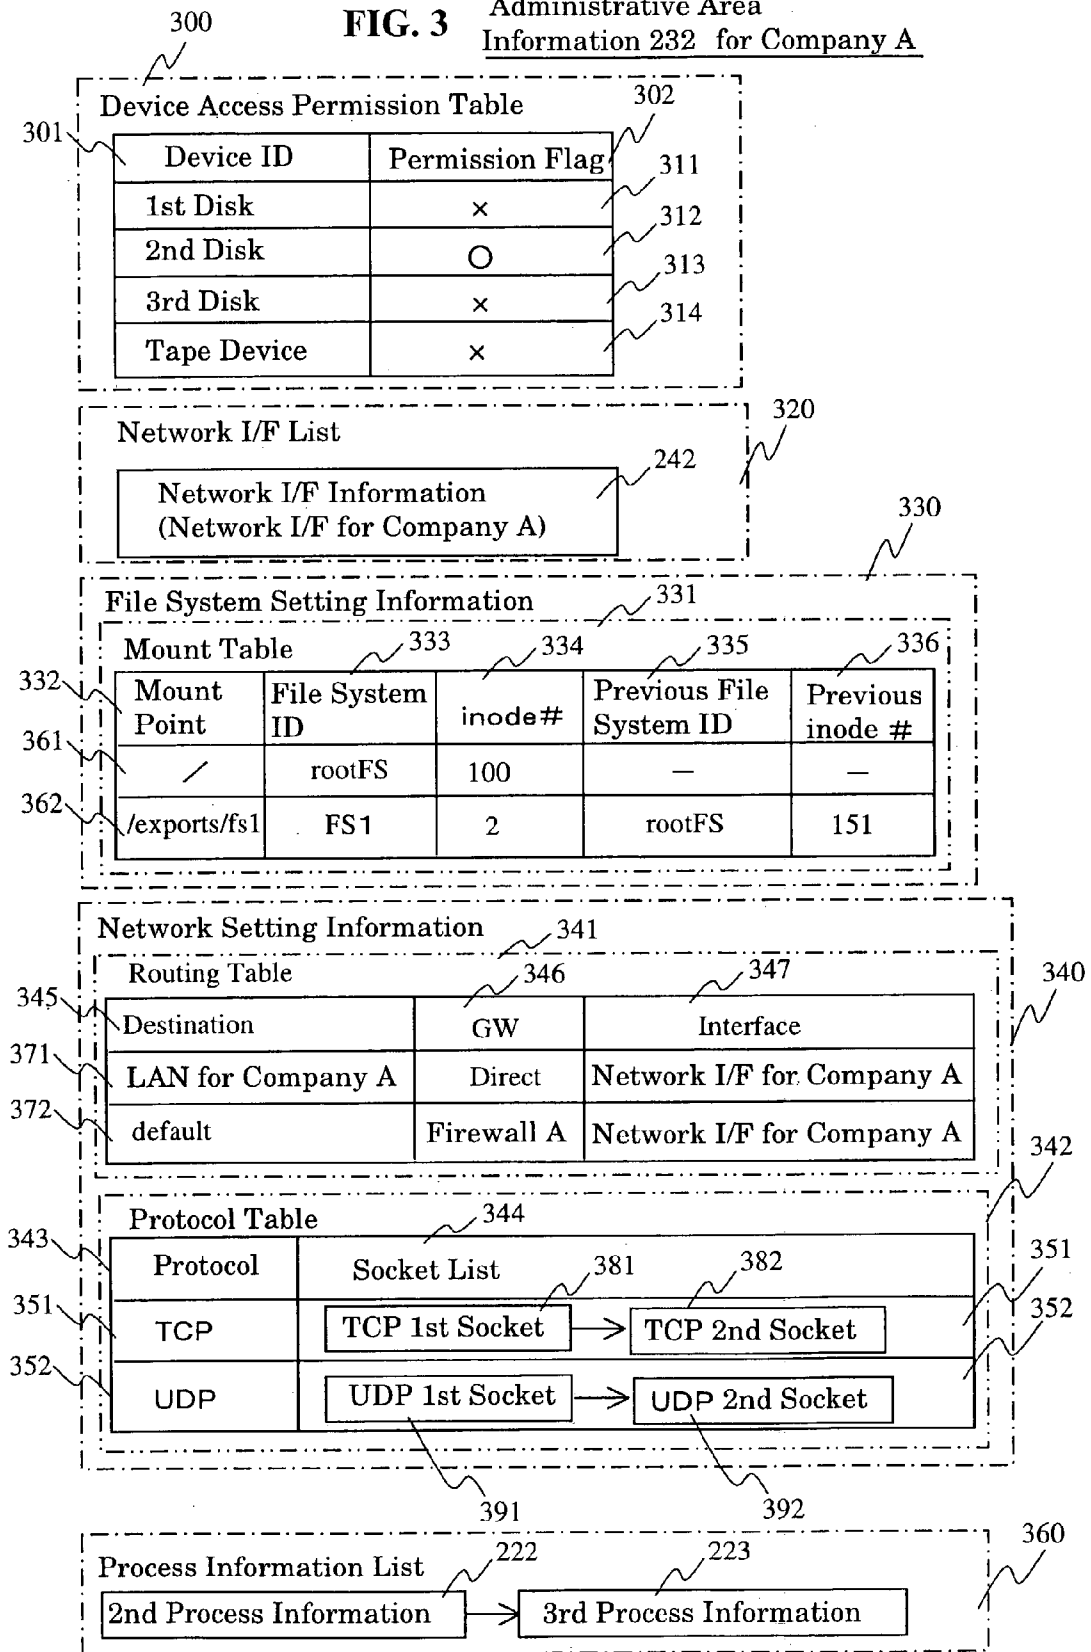 FIG. 3
Administrative Area
Information 232 for Company A
300
Device Access Permission Table
301
302
Device ID Permission Flag
1st Disk × 311
2nd Disk ○ 312
3rd Disk × 313
Tape Device × 314
320
Network I/F List
242
Network I/F Information
(Network I/F for Company A)
330
File System Setting Information
331
Mount Table
332 333 334 335 336
Mount Point File System ID inode# Previous File System ID Previous inode #
361 / rootFS 100 — —
362 /exports/fs1 FS1 2 rootFS 151
340
Network Setting Information
341
Routing Table
345 346 347
Destination GW Interface
371 LAN for Company A Direct Network I/F for Company A
372 default Firewall A Network I/F for Company A
342
Protocol Table
343 344
Protocol Socket List
381 382
351 TCP TCP 1st Socket TCP 2nd Socket 351
352 UDP UDP 1st Socket UDP 2nd Socket 352
391 392
360
Process Information List
222 223
2nd Process Information 3rd Process Information